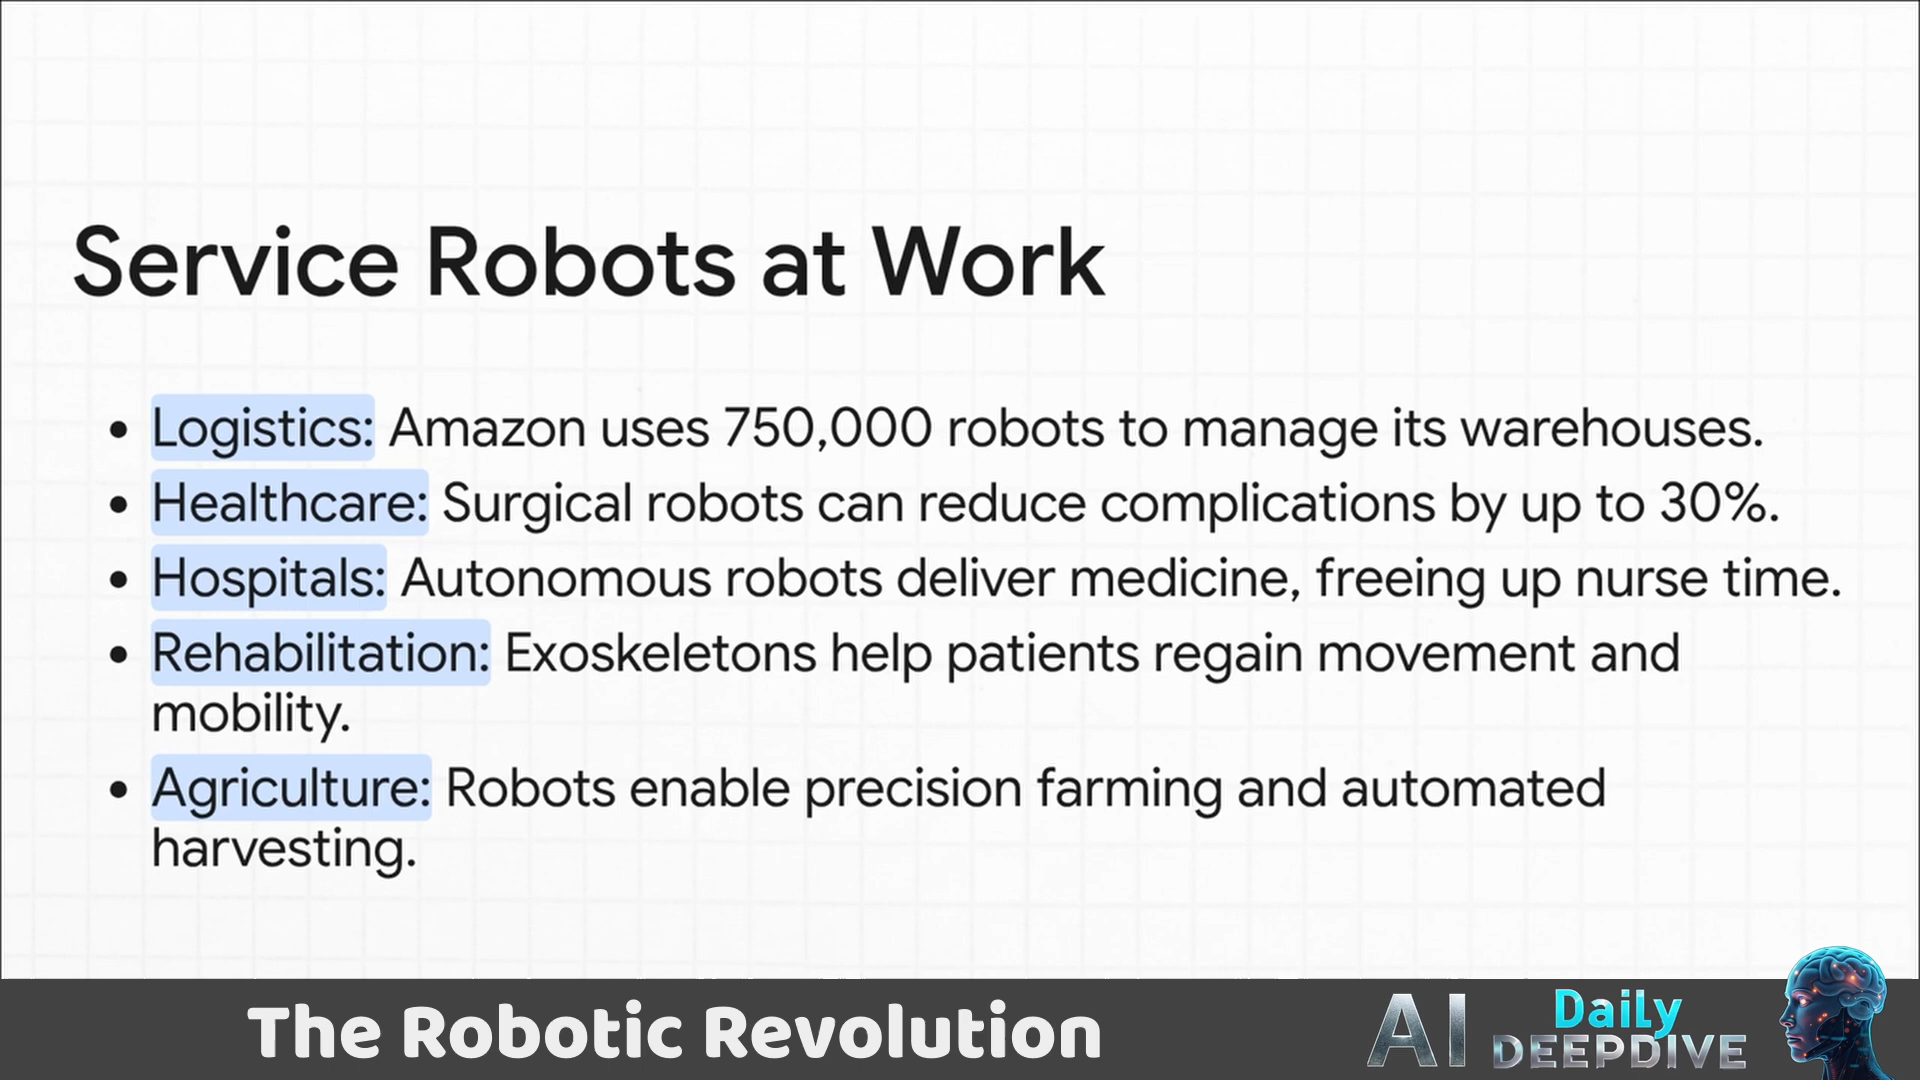 Service Robots at Work
• Logistics: Amazon uses 750,000 robots to manage its warehouses.
• Healthcare: Surgical robots can reduce complications by up to 30%.
• Hospitals: Autonomous robots deliver medicine, freeing up nurse time.
• Rehabilitation: Exoskeletons help patients regain movement and
mobility.
• Agriculture: Robots enable precision farming and automated
harvesting.
The Robotic Revolution
AI Daily
DEEPDIVE